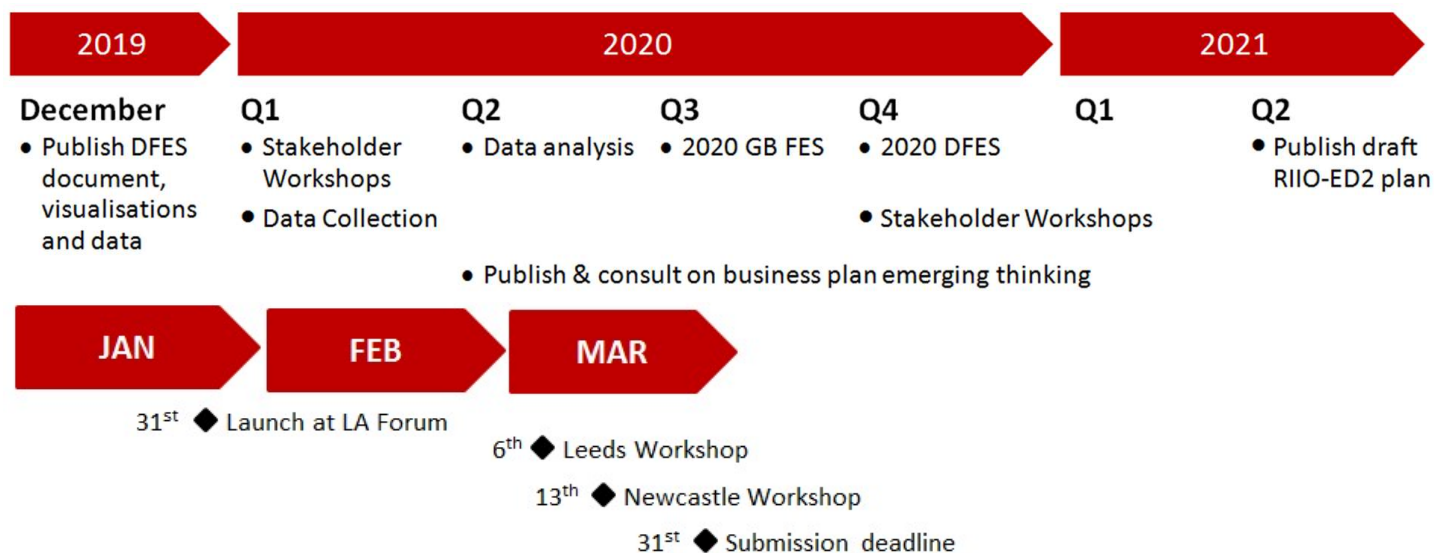 2019
2020
2021
December
Q1
Q2
Q3
Q4
Q1
Q2
• Publish DFES
document,
visualisations
and data
• Stakeholder
Workshops
• Data Collection
• Data analysis
• 2020 GB FES
• 2020 DFES
• Stakeholder Workshops
• Publish draft
RIIO-ED2 plan
• Publish & consult on business plan emerging thinking
JAN
FEB
MAR
31st ◆ Launch at LA Forum
6th ◆ Leeds Workshop
13th ◆ Newcastle Workshop
31st ◆ Submission deadline